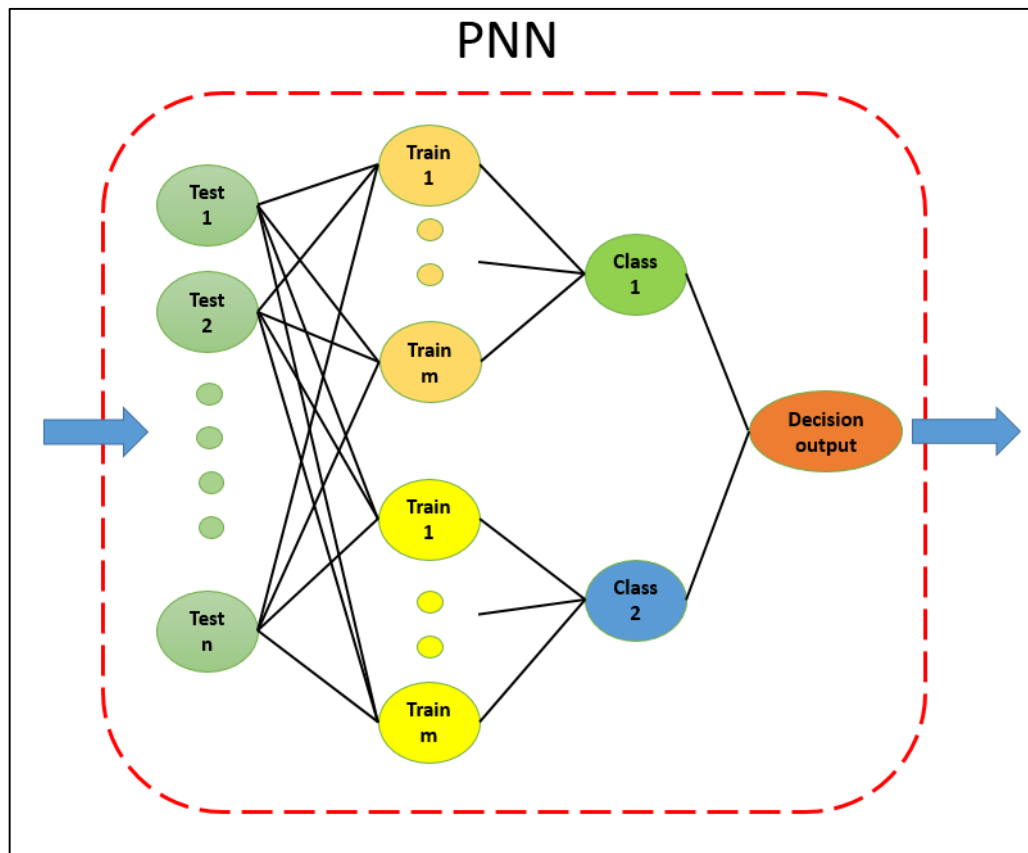 PNN
Test
1
Test
2
Test
n
Train
1
Train
m
Train
1
Train
m
Class
1
Class
2
Decision
output